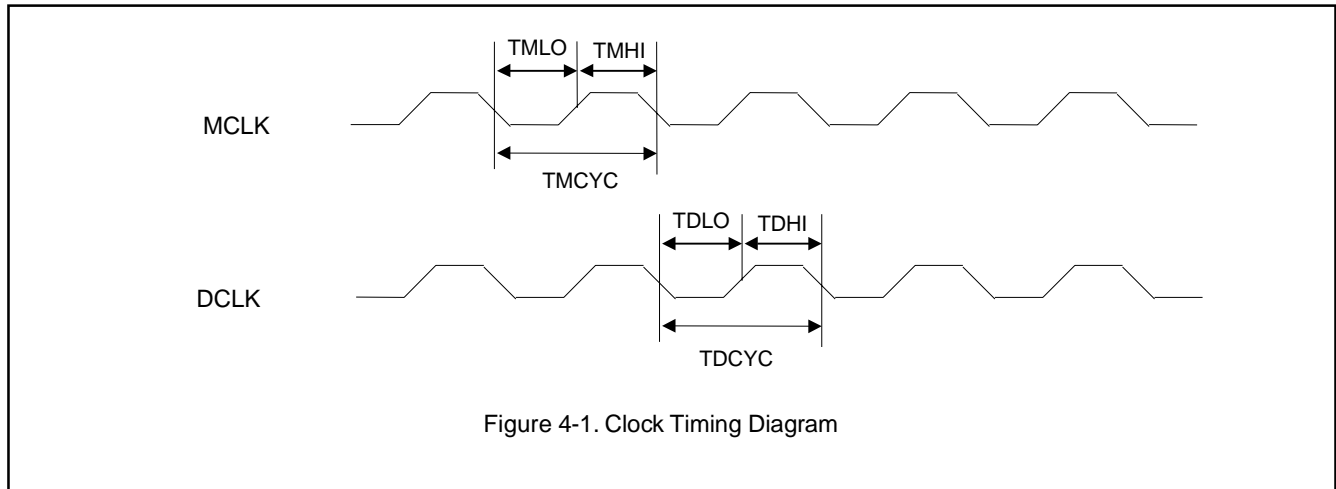 TMLO TMHI
MCLK
TMCYC
TDLO TDHI
DCLK
TDCYC
Figure 4-1. Clock Timing Diagram